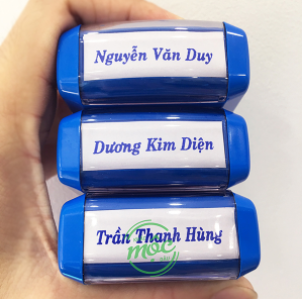 Nguyễn Văn Duy
Dương Kim Diện
Trần Thanh Hùng
mộc